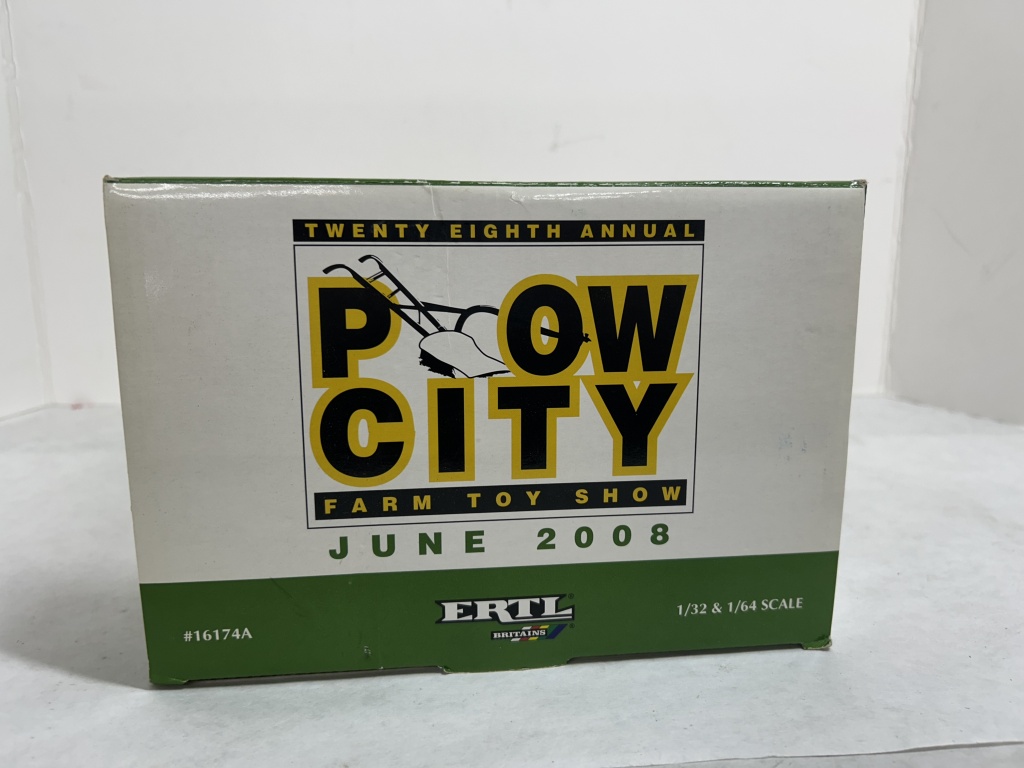 TWENTY EIGHTH ANNUAL
P OW
CITY
FARM TOY SHOW
JUNE 2008
#16174A
ERTL
BRITAINS
1/32 & 1/64 SCALE